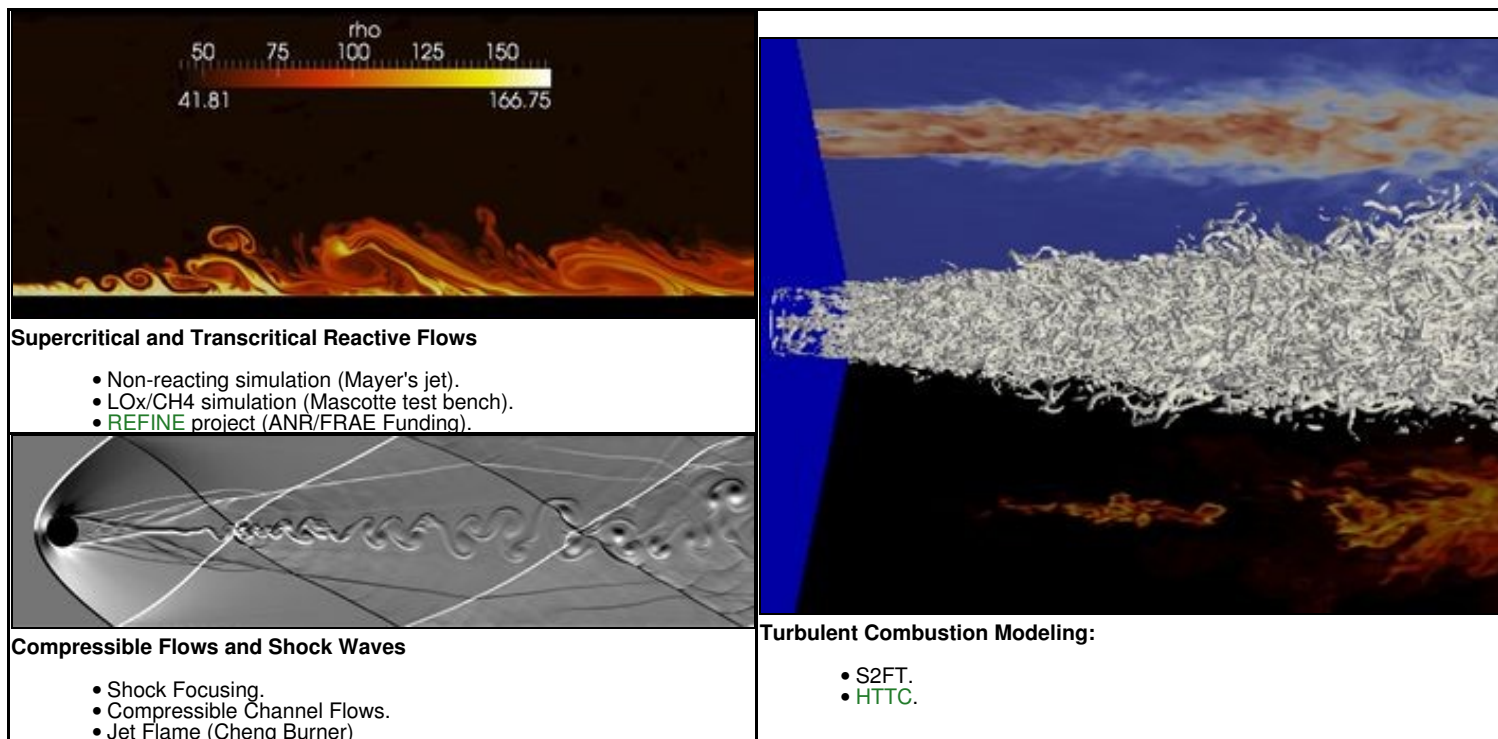 rho
50 75 100 125 150
41.81 166.75
Supercritical and Transcritical Reactive Flows
• Non-reacting simulation (Mayer's jet).
• LOx/CH4 simulation (Mascotte test bench).
• REFINE project (ANR/FRAE Funding).
Compressible Flows and Shock Waves
• Shock Focusing.
• Compressible Channel Flows.
• Jet Flame (Cheng Burner)
Turbulent Combustion Modeling:
• S2FT.
• HTTC.